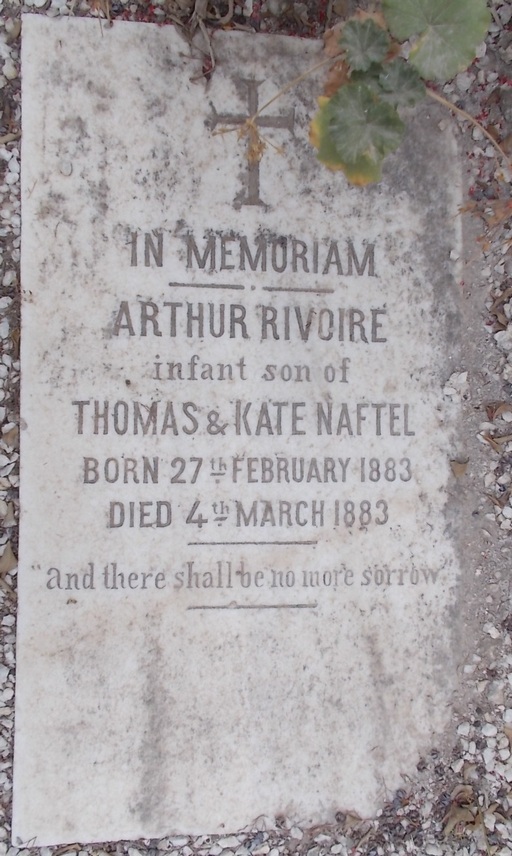 IN MEMORIAM
ARTHUR RIVOIRE
infant son of
THOMAS & KATE NAFTEL
BORN 27th FEBRUARY 1883
DIED 4th MARCH 1883
"and there shall be no more sorrow"